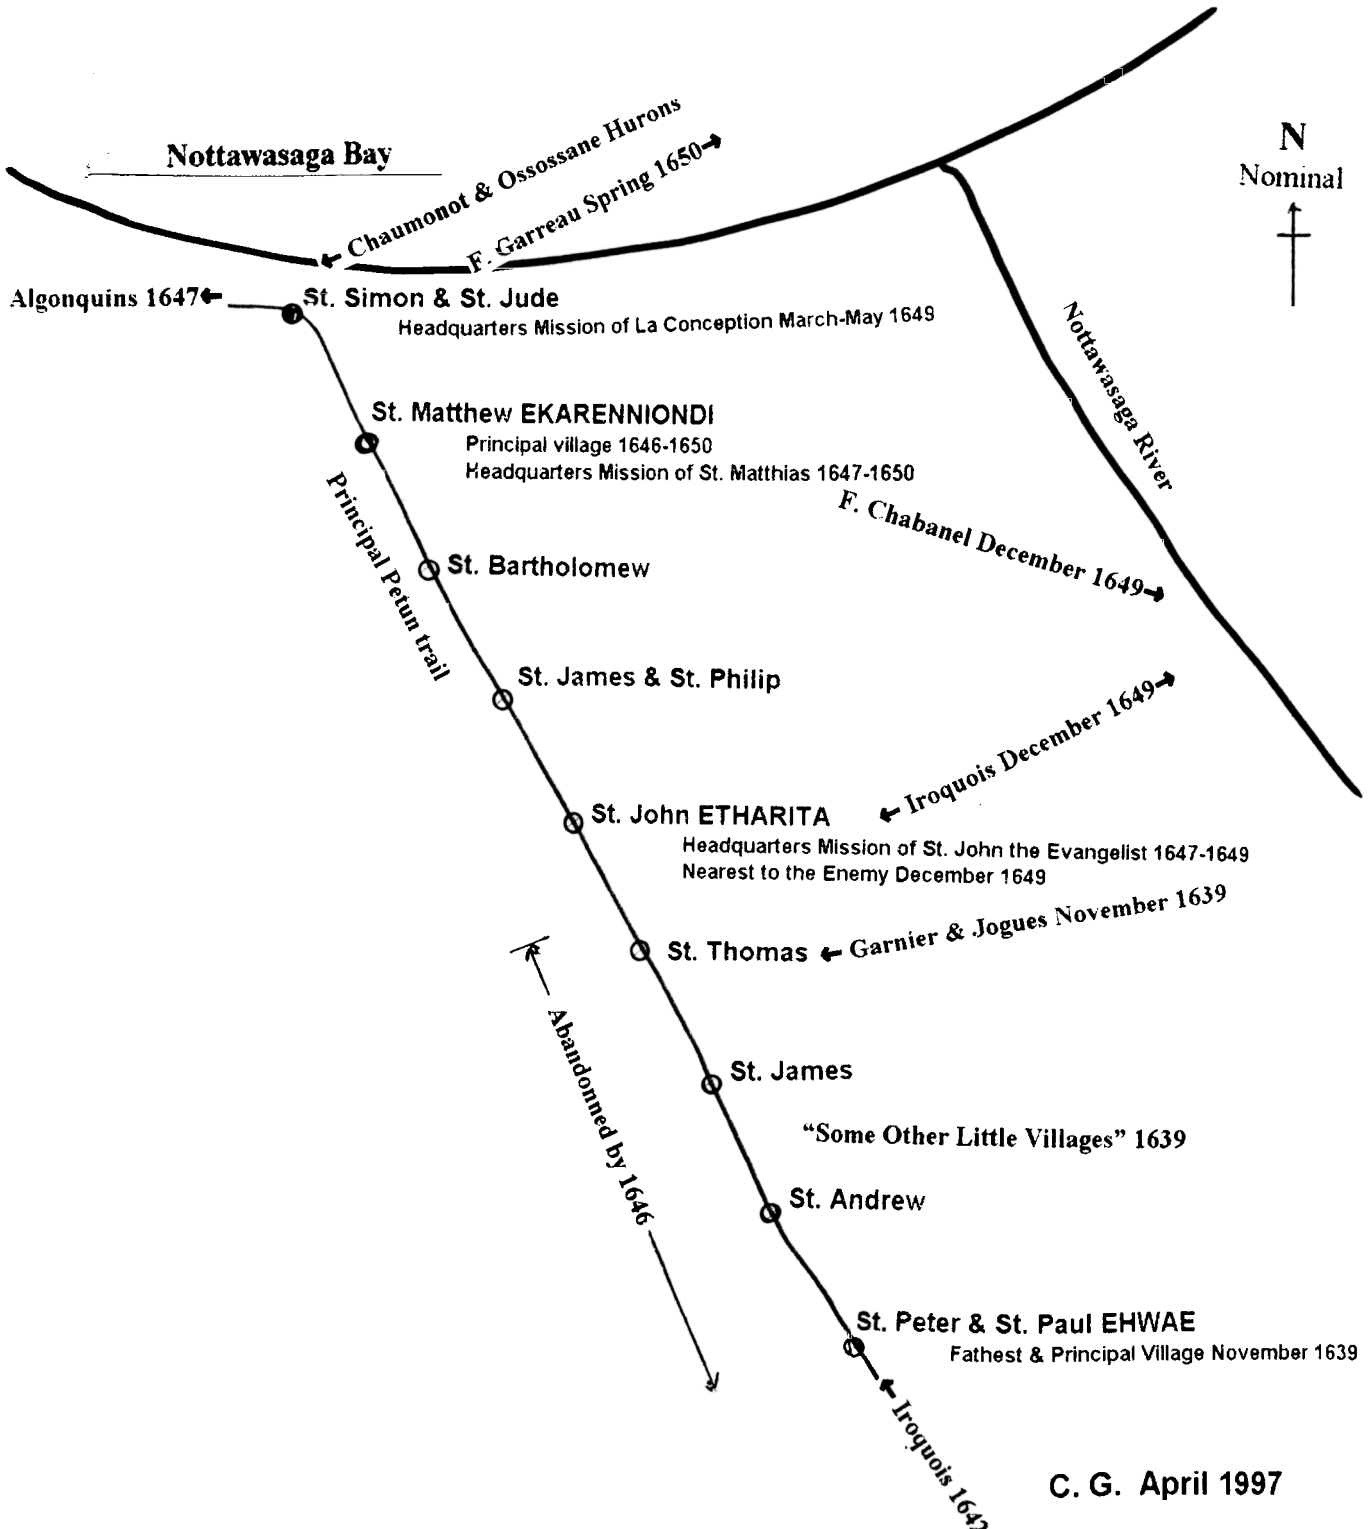 Nottawasaga Bay
Chaumonot & Ossossane Hurons
F. Garreau Spring 1650
N
Nominal
Algonquins 1647
St. Simon & St. Jude
Headquarters Mission of La Conception March-May 1649
Nottawasaga River
St. Matthew EKARENNIONDI
Principal village 1646-1650
Headquarters Mission of St. Matthias 1647-1650
Principal Petun trail
F. Chabanel December 1649
St. Bartholomew
St. James & St. Philip
Iroquois December 1649
St. John ETHARITA
Headquarters Mission of St. John the Evangelist 1647-1649
Nearest to the Enemy December 1649
St. Thomas
Garnier & Jogues November 1639
Abandonned by 1646
St. James
“Some Other Little Villages” 1639
St. Andrew
St. Peter & St. Paul EHWAE
Fathest & Principal Village November 1639
Iroquois 1642
C. G. April 1997